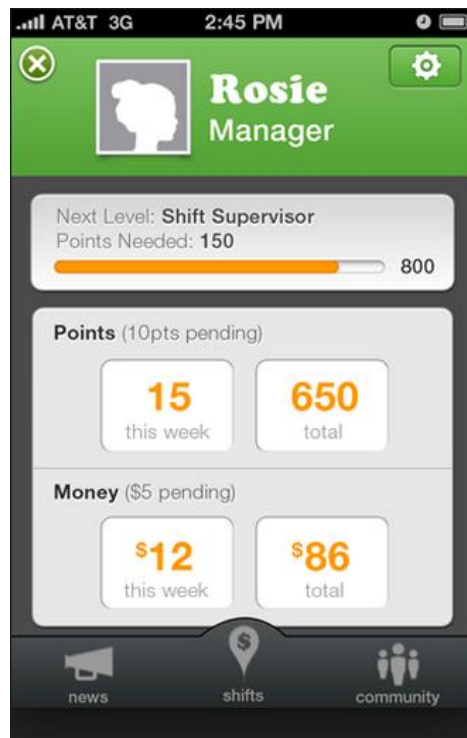 AT&T 3G 2:45 PM
Rosie
Manager
Next Level: Shift Supervisor
Points Needed: 150
800
Points (10pts pending)
15 650
this week total
Money ($5 pending)
$12 $86
this week total
$
news shifts community